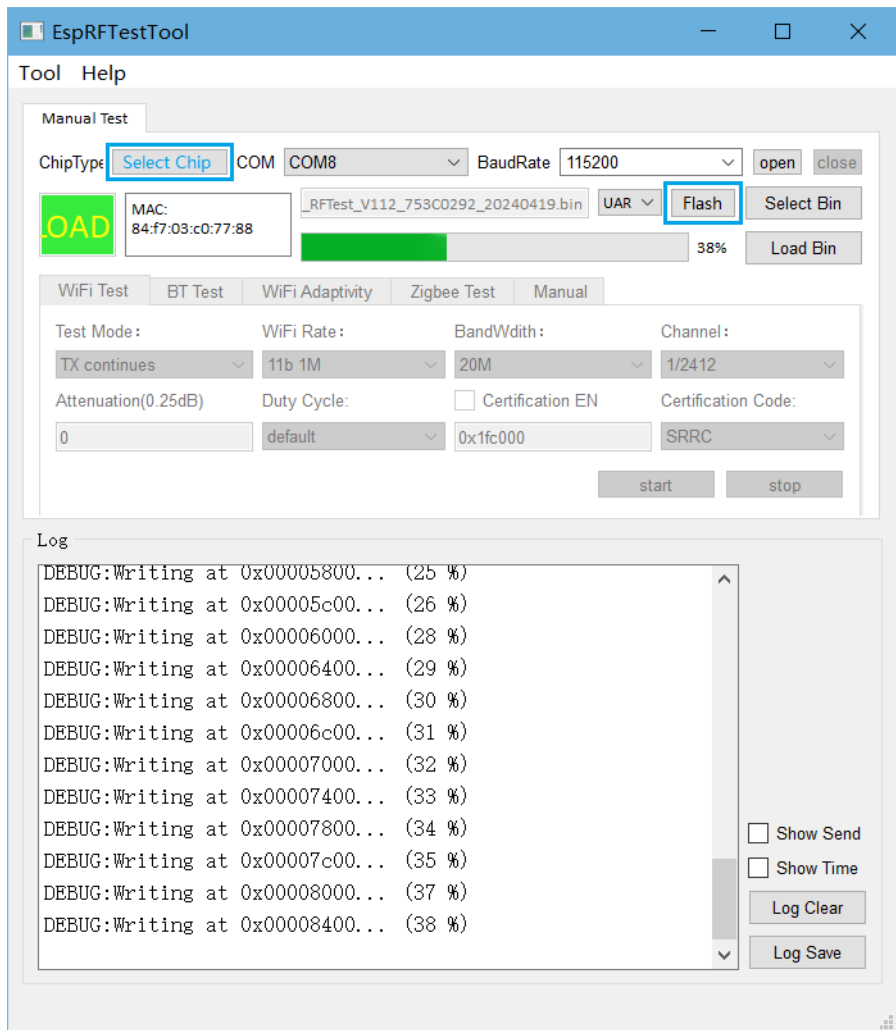 EspRFTestTool
Tool Help
Manual Test
ChipType Select Chip COM COM8 BaudRate 115200 open close
LOAD MAC: 84:f7:03:c0:77:88 _RFTest_V112_753C0292_20240419.bin UAR Flash Select Bin
38% Load Bin
WiFi Test BT Test WiFi Adaptivity Zigbee Test Manual
Test Mode: WiFi Rate: BandWdith: Channel:
TX continues 11b 1M 20M 1/2412
Attenuation(0.25dB) Duty Cycle: Certification EN Certification Code:
0 default 0x1fc000 SRRC
start stop
Log
DEBUG:Writing at 0x00005800... (25 %)
DEBUG:Writing at 0x00005c00... (26 %)
DEBUG:Writing at 0x00006000... (28 %)
DEBUG:Writing at 0x00006400... (29 %)
DEBUG:Writing at 0x00006800... (30 %)
DEBUG:Writing at 0x00006c00... (31 %)
DEBUG:Writing at 0x00007000... (32 %)
DEBUG:Writing at 0x00007400... (33 %)
DEBUG:Writing at 0x00007800... (34 %)
DEBUG:Writing at 0x00007c00... (35 %)
DEBUG:Writing at 0x00008000... (37 %)
DEBUG:Writing at 0x00008400... (38 %)
Show Send
Show Time
Log Clear
Log Save